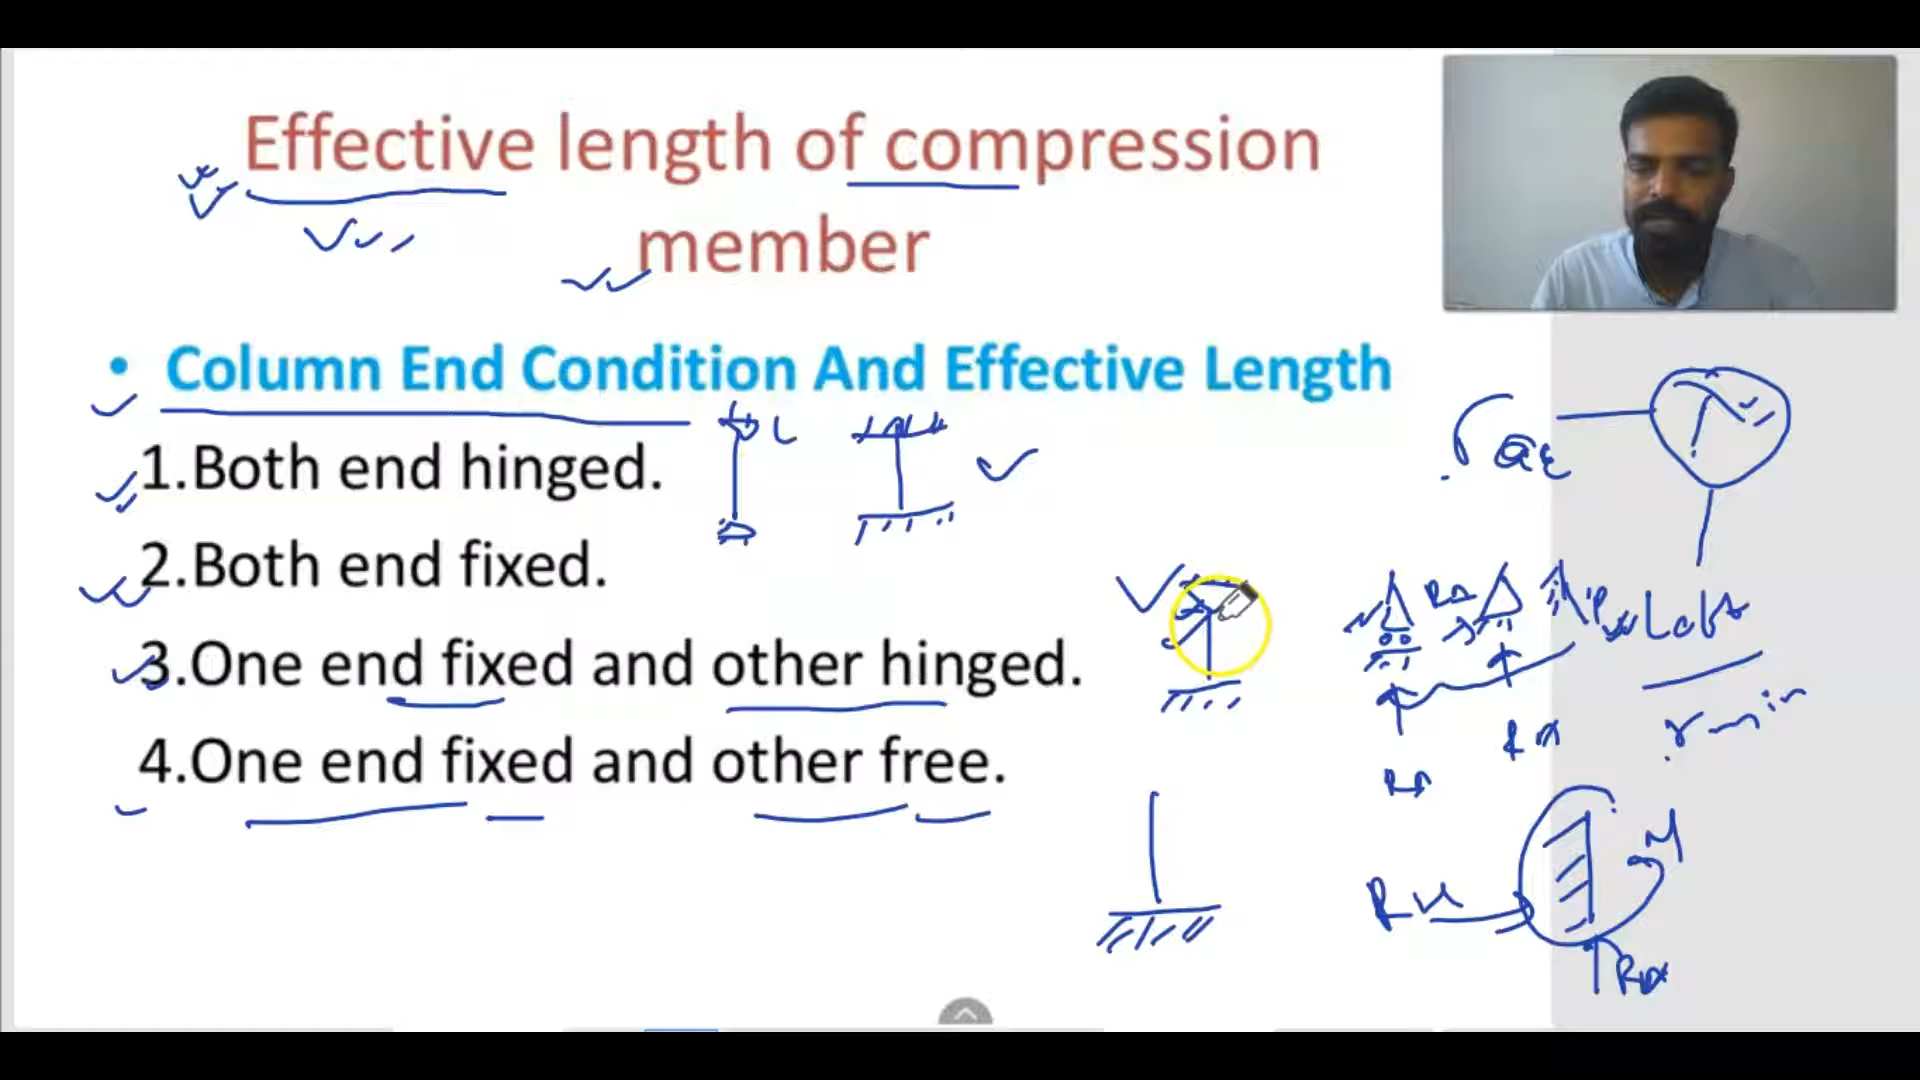 Effective length of compression
member
• Column End Condition And Effective Length
1.Both end hinged.
2.Both end fixed.
3.One end fixed and other hinged.
4.One end fixed and other free.
L
M